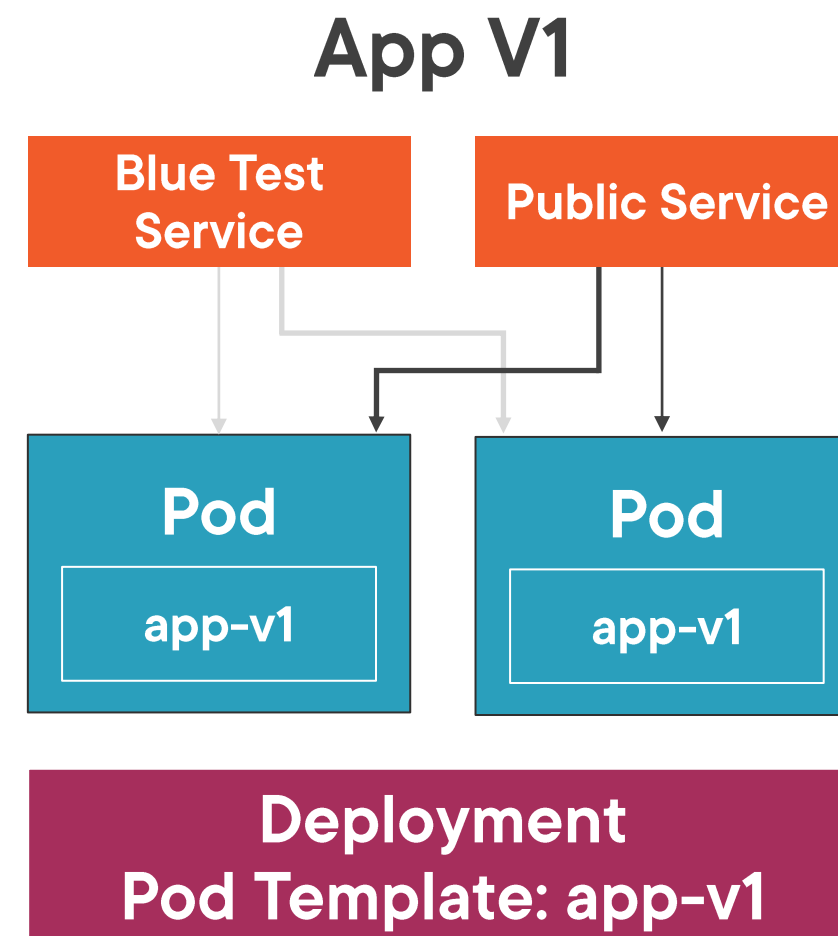 App V1
Blue Test
Service
Public Service
Pod
app-v1
Pod
app-v1
Deployment
Pod Template: app-v1